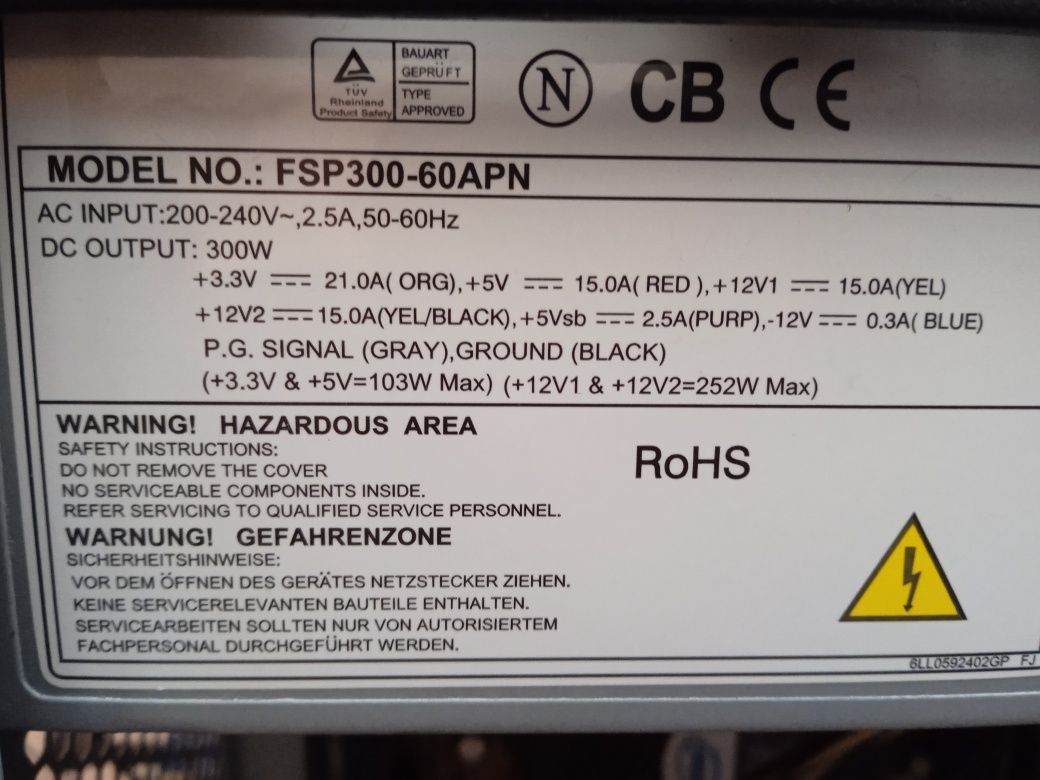 TÜV
Rheinland
Product Safety
BAUART
GEPRÜFT
TYPE
APPROVED
N
CB CE
MODEL NO.: FSP300-60APN
AC INPUT:200-240V~,2.5A,50-60Hz
DC OUTPUT: 300W
+3.3V ⎓ 21.0A( ORG),+5V ⎓ 15.0A( RED ),+12V1 ⎓ 15.0A(YEL)
+12V2 ⎓ 15.0A(YEL/BLACK),+5Vsb ⎓ 2.5A(PURP),-12V ⎓ 0.3A( BLUE)
P.G. SIGNAL (GRAY),GROUND (BLACK)
(+3.3V & +5V=103W Max) (+12V1 & +12V2=252W Max)
WARNING! HAZARDOUS AREA
SAFETY INSTRUCTIONS:
DO NOT REMOVE THE COVER
NO SERVICEABLE COMPONENTS INSIDE.
REFER SERVICING TO QUALIFIED SERVICE PERSONNEL.
RoHS
WARNUNG! GEFAHRENZONE
SICHERHEITSHINWEISE:
VOR DEM ÖFFNEN DES GERÄTES NETZSTECKER ZIEHEN.
KEINE SERVICERELEVANTEN BAUTEILE ENTHALTEN.
SERVICEARBEITEN SOLLTEN NUR VON AUTORISIERTEM
FACHPERSONAL DURCHGEFÜHRT WERDEN.
6LL0592402GP FJ